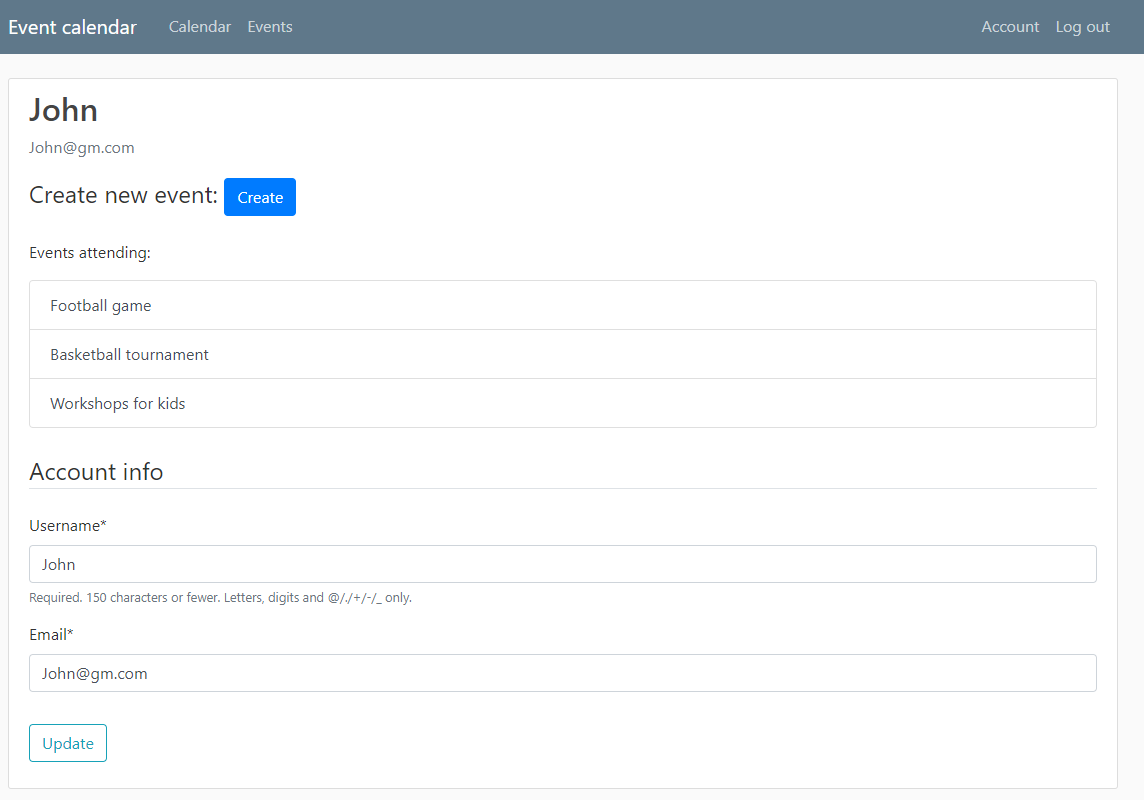 Event calendar Calendar Events Account Log out
John
John@gm.com
Create new event: Create
Events attending:
Football game
Basketball tournament
Workshops for kids
Account info
Username*
John
Required. 150 characters or fewer. Letters, digits and @/./+/-/_ only.
Email*
John@gm.com
Update